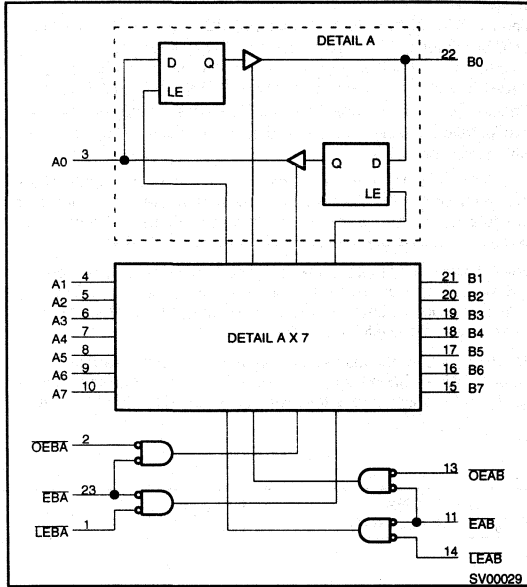 DETAIL A
22 B0
D Q
LE
A0 3
Q D
LE
A1 4
A2 5
A3 6
A4 7
A5 8
A6 9
A7 10
DETAIL A X 7
21 B1
20 B2
19 B3
18 B4
17 B5
16 B6
15 B7
OEBA 2
EBA 23
LEBA 1
13 OEAB
11 EAB
14 LEAB
SV00029